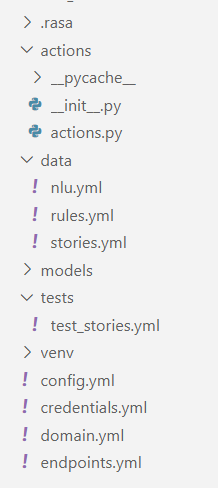 .rasa
actions
__pycache__
__init__.py
actions.py
data
nlu.yml
rules.yml
stories.yml
models
tests
test_stories.yml
venv
config.yml
credentials.yml
domain.yml
endpoints.yml